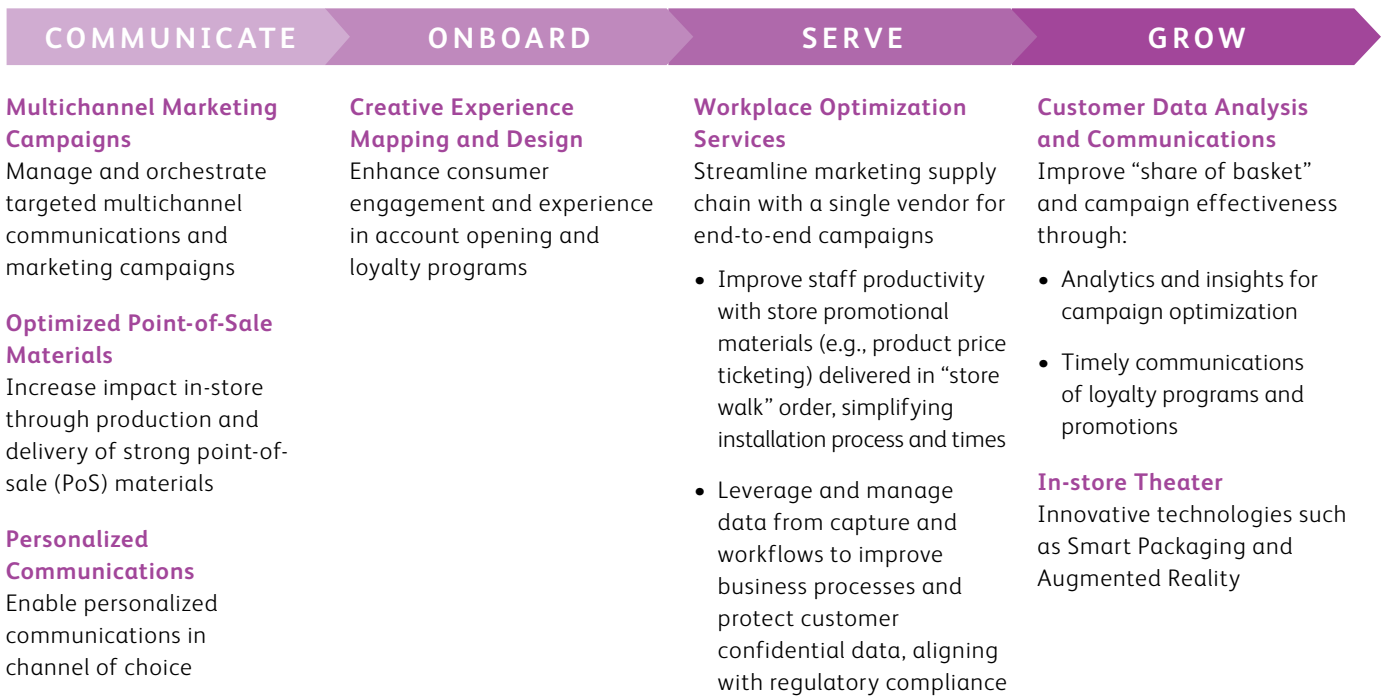 COMMUNICATE
ONBOARD
SERVE
GROW
Multichannel Marketing
Campaigns
Manage and orchestrate
targeted multichannel
communications and
marketing campaigns
Optimized Point-of-Sale
Materials
Increase impact in-store
through production and
delivery of strong point-of-
sale (PoS) materials
Personalized
Communications
Enable personalized
communications in
channel of choice
Creative Experience
Mapping and Design
Enhance consumer
engagement and experience
in account opening and
loyalty programs
Workplace Optimization
Services
Streamline marketing supply
chain with a single vendor for
end-to-end campaigns
• Improve staff productivity
with store promotional
materials (e.g., product price
ticketing) delivered in “store
walk” order, simplifying
installation process and times
• Leverage and manage
data from capture and
workflows to improve
business processes and
protect customer
confidential data, aligning
with regulatory compliance
Customer Data Analysis
and Communications
Improve “share of basket”
and campaign effectiveness
through:
• Analytics and insights for
campaign optimization
• Timely communications
of loyalty programs and
promotions
In-store Theater
Innovative technologies such
as Smart Packaging and
Augmented Reality